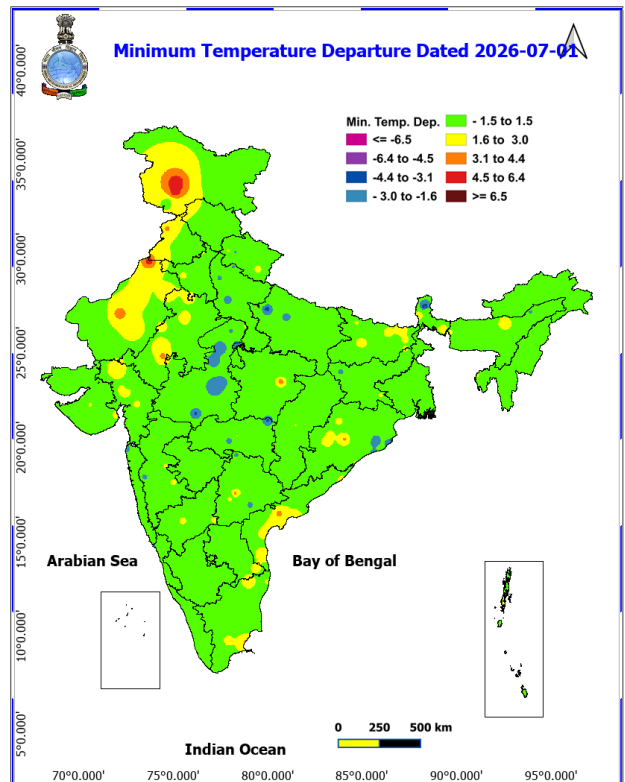 Minimum Temperature Departure Dated 2026-07-01
40°0.000'
Min. Temp. Dep.
<= -6.5
-6.4 to -4.5
-4.4 to -3.1
- 3.0 to -1.6
- 1.5 to 1.5
1.6 to 3.0
3.1 to 4.4
4.5 to 6.4
>= 6.5
35°0.000'
30°0.000'
25°0.000'
20°0.000'
15°0.000'
10°0.000'
5°0.000'
Arabian Sea
Bay of Bengal
0 250 500 km
Indian Ocean
70°0.000' 75°0.000' 80°0.000' 85°0.000' 90°0.000' 95°0.000'